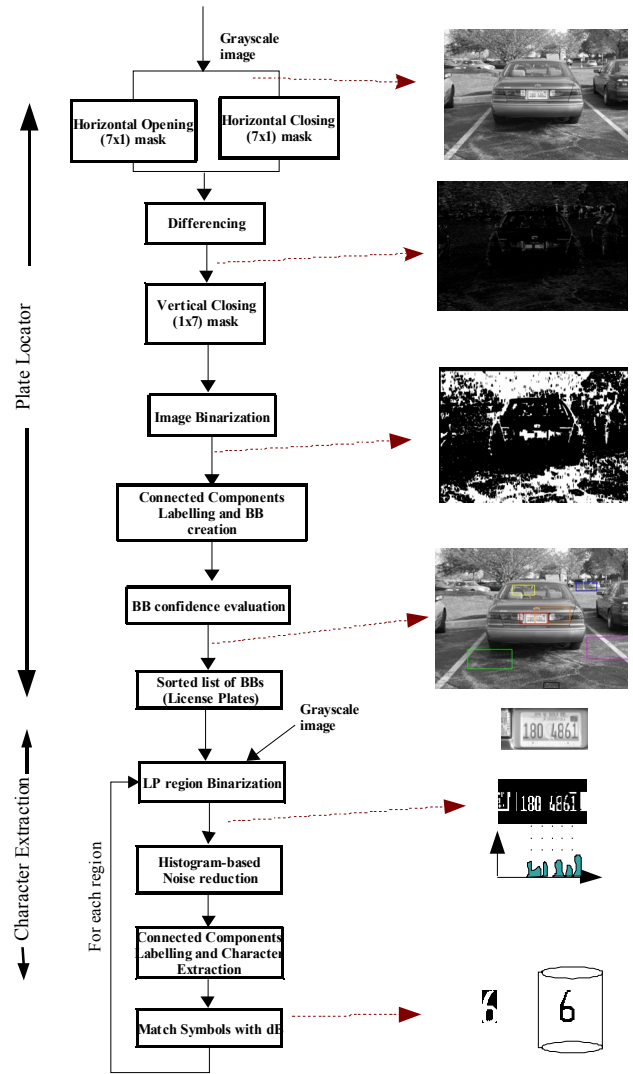 Grayscale
image
Horizontal Opening
(7x1) mask
Horizontal Closing
(7x1) mask
Differencing
Vertical Closing
(1x7) mask
Image Binarization
Connected Components
Labelling and BB
creation
BB confidence evaluation
Sorted list of BBs
(License Plates)
Plate Locator
Grayscale
image
LP region Binarization
Histogram-based
Noise reduction
Connected Components
Labelling and Character
Extraction
Match Symbols with dB
For each region
Character Extraction
180 4861
180 4861
6
6